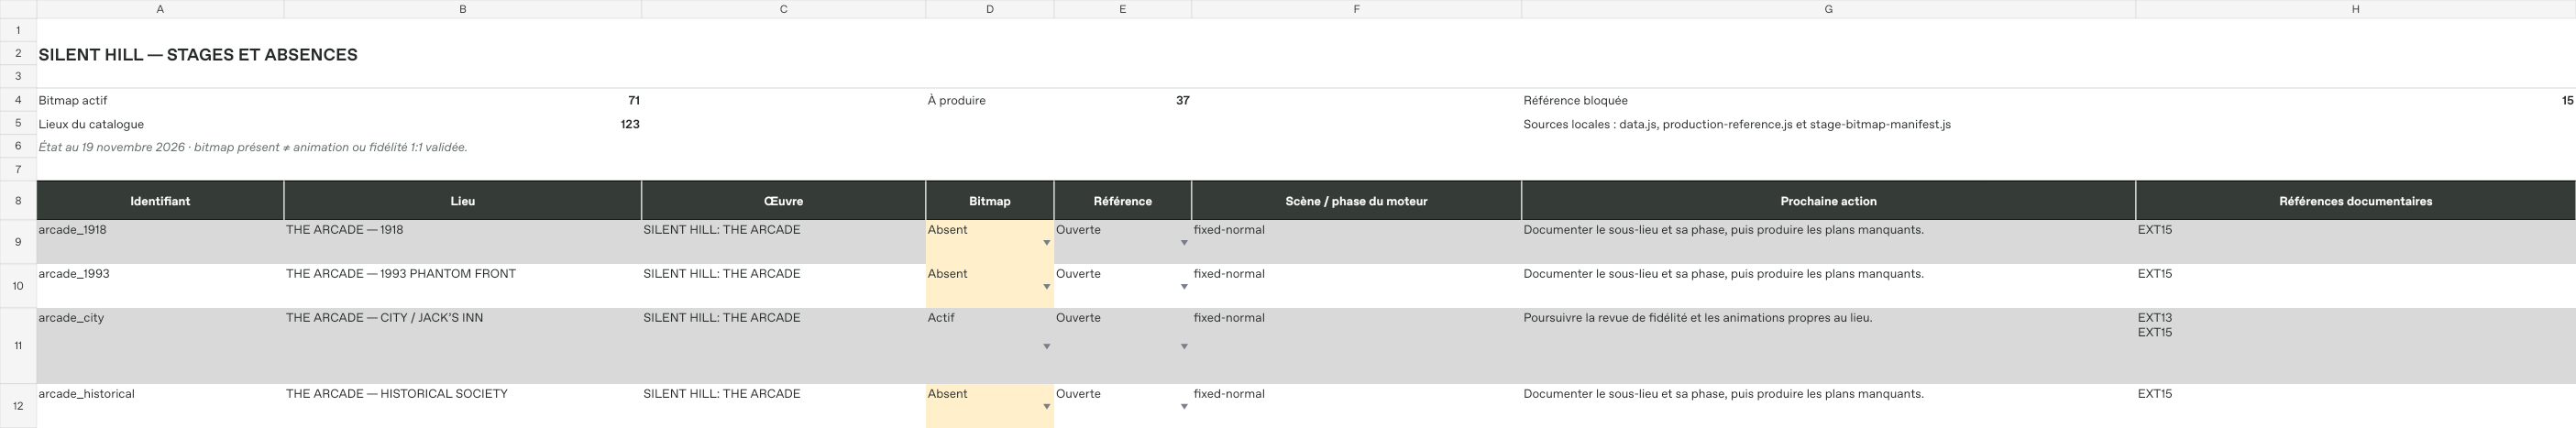 A B C D E F G H
1
2 SILENT HILL — STAGES ET ABSENCES
3
4 Bitmap actif 71 À produire 37 Référence bloquée 15
5 Lieux du catalogue 123 Sources locales : data.js, production-reference.js et stage-bitmap-manifest.js
6 État au 19 novembre 2026 · bitmap présent ≠ animation ou fidélité 1:1 validée.
7
8 Identifiant Lieu Œuvre Bitmap Référence Scène / phase du moteur Prochaine action Références documentaires
9 arcade_1918 THE ARCADE — 1918 SILENT HILL: THE ARCADE Absent Ouverte fixed-normal Documenter le sous-lieu et sa phase, puis produire les plans manquants. EXT15
10 arcade_1993 THE ARCADE — 1993 PHANTOM FRONT SILENT HILL: THE ARCADE Absent Ouverte fixed-normal Documenter le sous-lieu et sa phase, puis produire les plans manquants. EXT15
11 arcade_city THE ARCADE — CITY / JACK’S INN SILENT HILL: THE ARCADE Actif Ouverte fixed-normal Poursuivre la revue de fidélité et les animations propres au lieu. EXT13
EXT15
12 arcade_historical THE ARCADE — HISTORICAL SOCIETY SILENT HILL: THE ARCADE Absent Ouverte fixed-normal Documenter le sous-lieu et sa phase, puis produire les plans manquants. EXT15